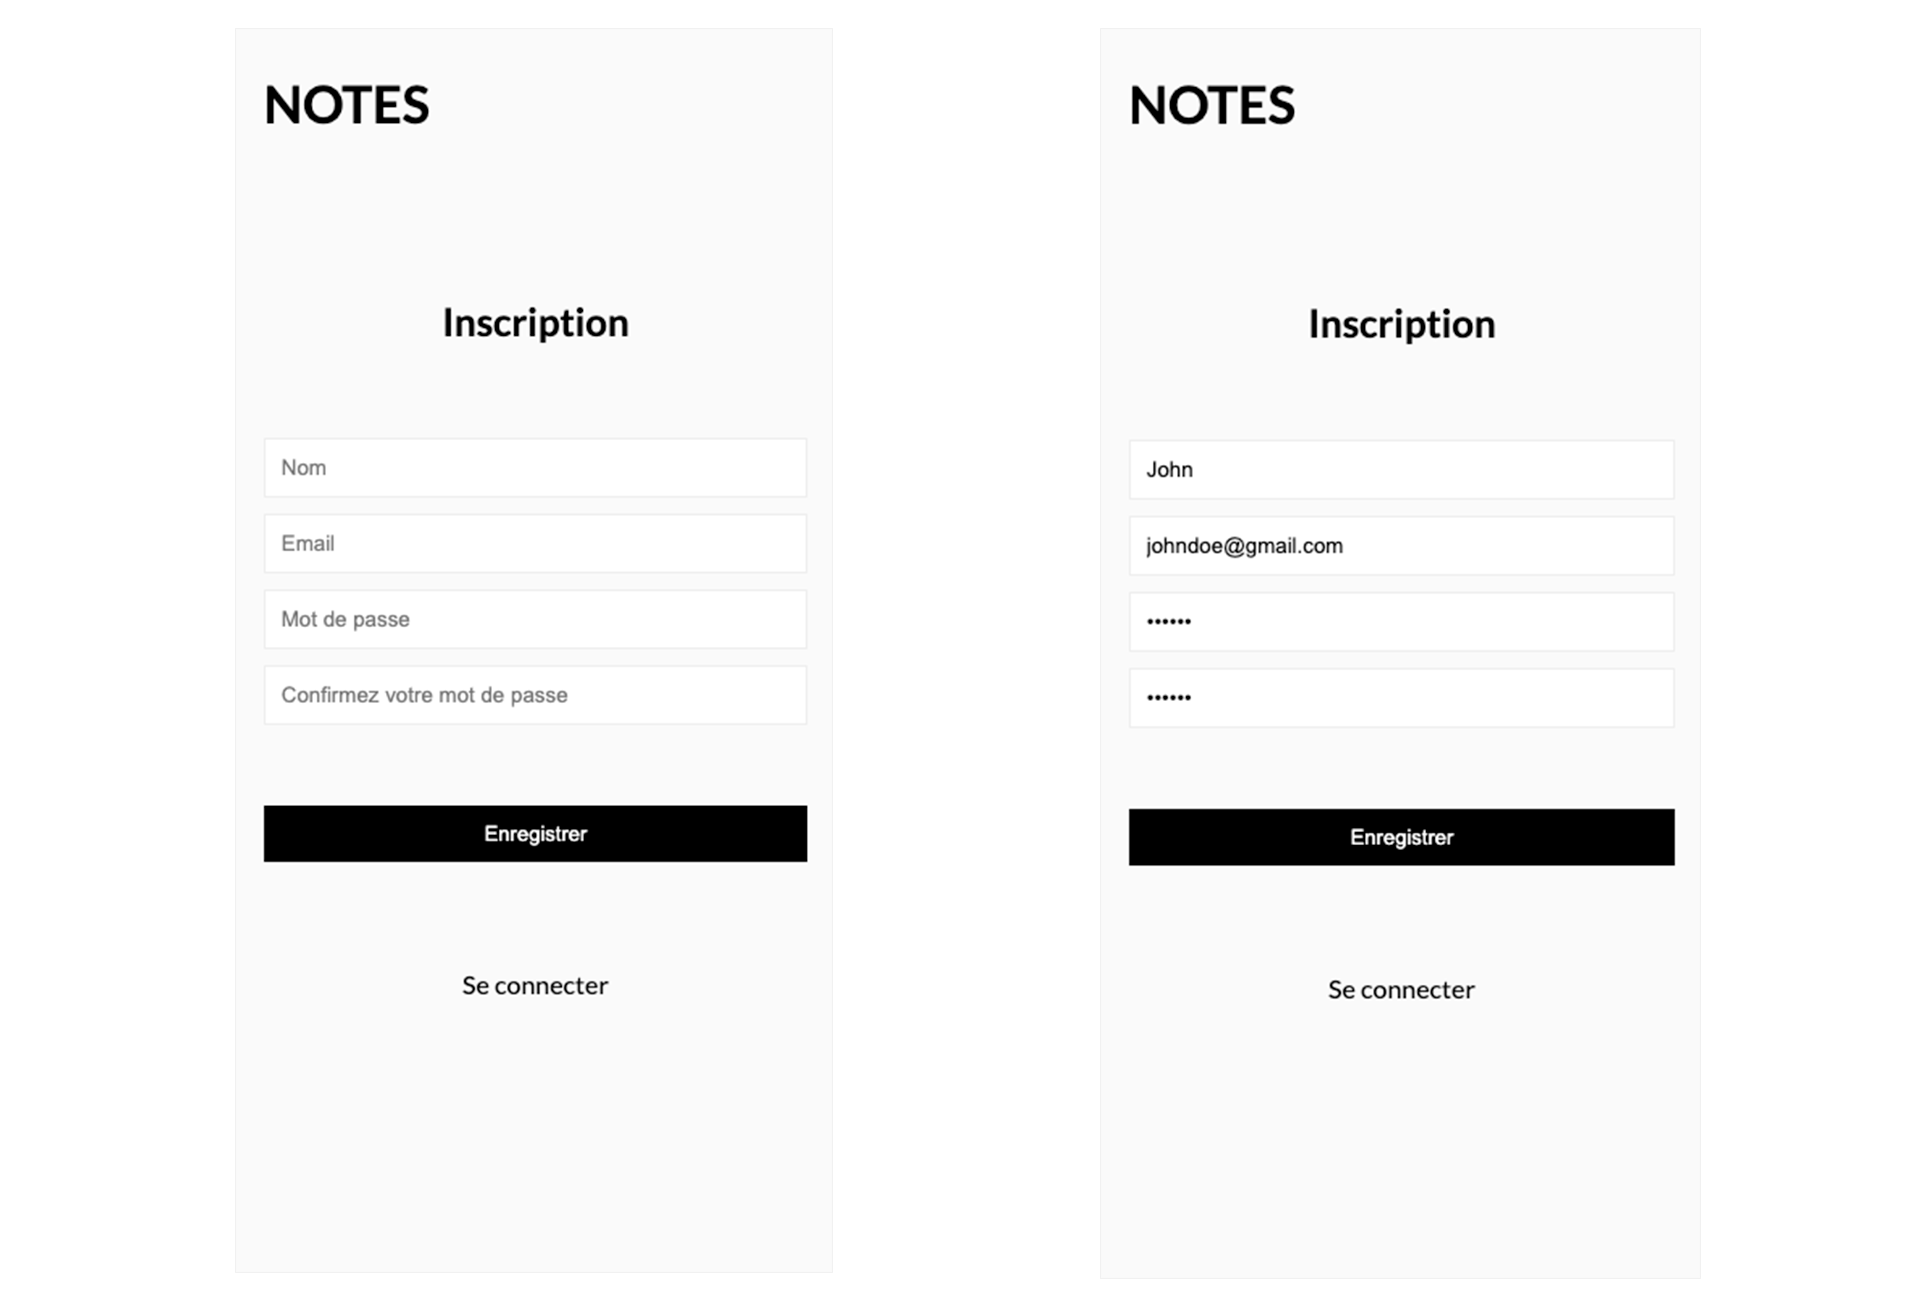 NOTES
Inscription
Nom
Email
Mot de passe
Confirmez votre mot de passe
Enregistrer
Se connecter
NOTES
Inscription
John
johndoe@gmail.com
••••••
••••••
Enregistrer
Se connecter